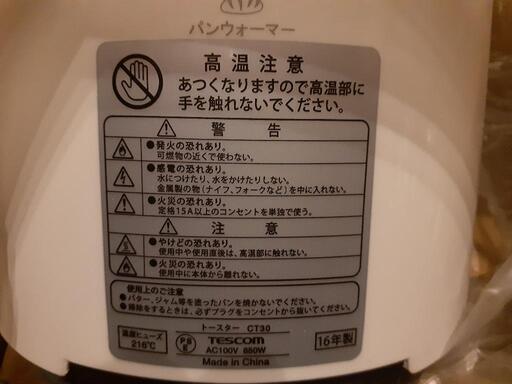 パンウォーマー
高温注意
あつくなりますので高温部に
手を触れないでください。
警告
●発火の恐れあり。
可燃物の近くで使わない。
●感電の恐れあり。
水につけたり、水をかけたりしない。
金属製の物(ナイフ、フォークなど)を中に入れない。
●火災の恐れあり。
定格15A以上のコンセントを単独で使う。
注意
●やけどの恐れあり。
使用中や使用直後は、高温部に触れない。
●火災の恐れあり。
使用中に本体から離れない。
使用上のご注意
●バター、ジャム等を塗ったパンを焼かないでください。
●掃除をするときは、必ずプラグをコンセントから抜いてください。
温度ヒューズ
216℃
PS
E
トースター CT30
TESCOM
AC100V 850W
Made in China
16年製